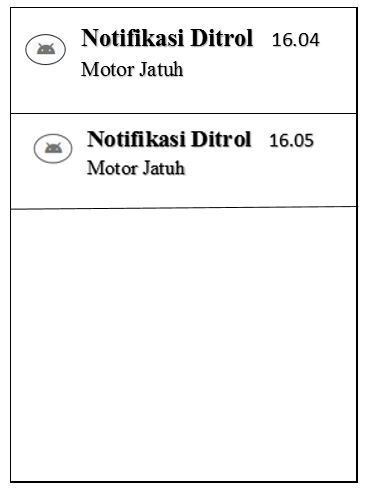 Notifikasi Ditrol 16.04
Motor Jatuh
Notifikasi Ditrol 16.05
Motor Jatuh